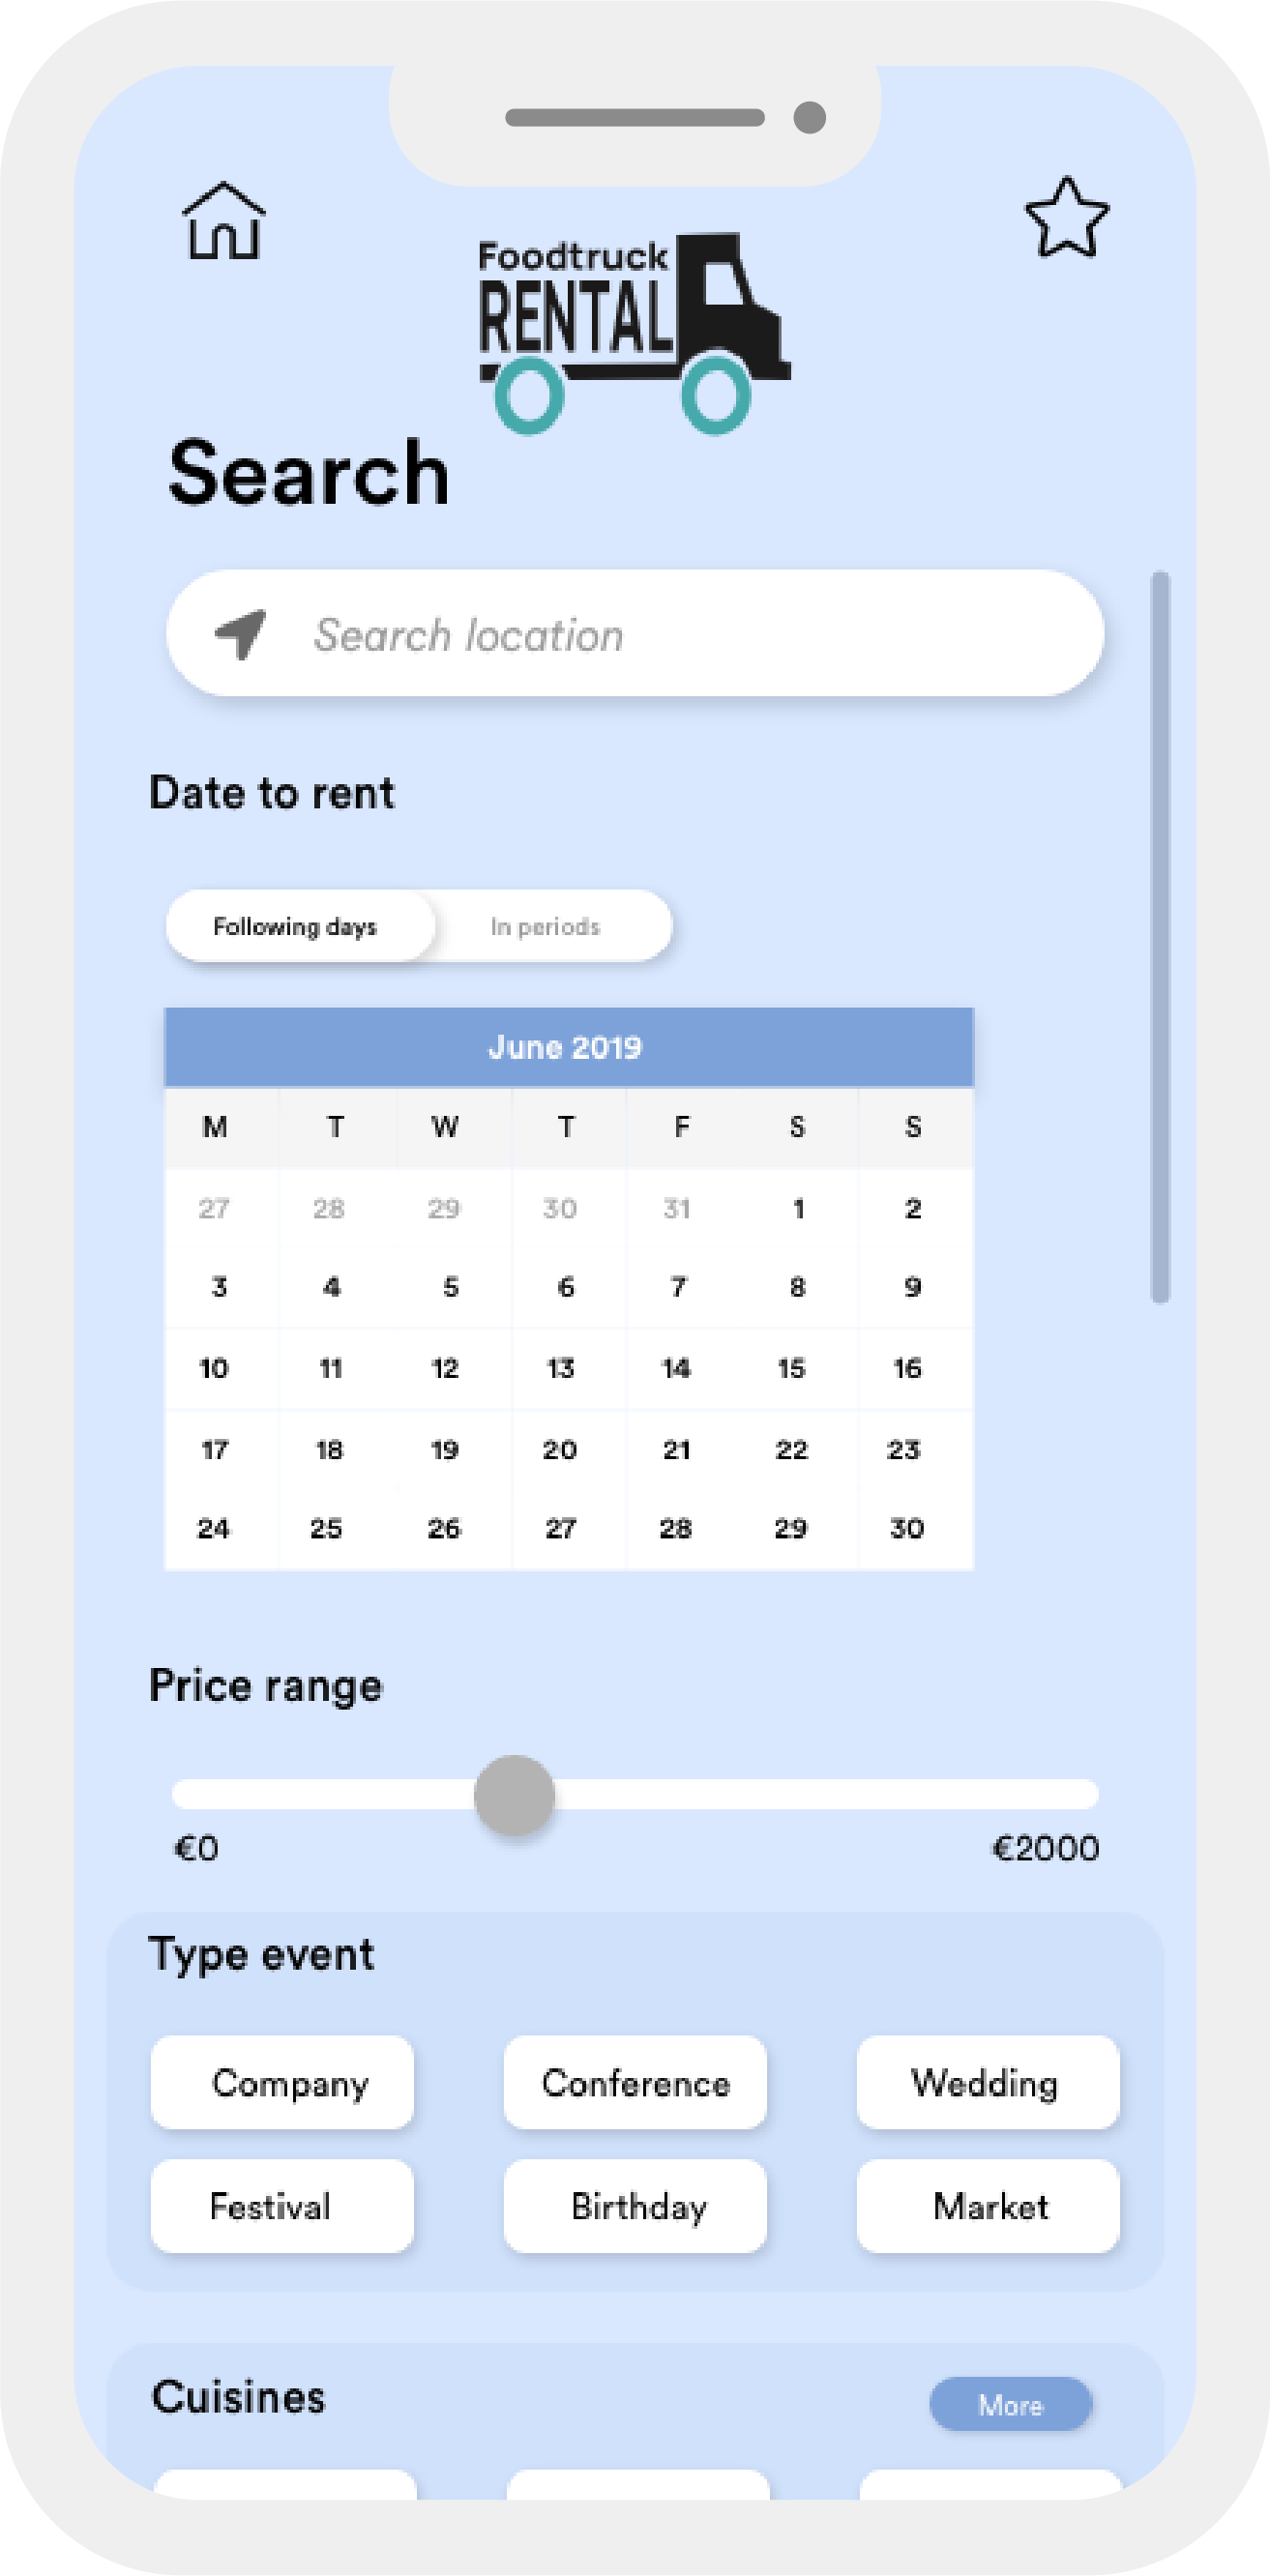 Foodtruck
RENTAL
Search
Search location
Date to rent
Following days In periods
June 2019
M T W T F S S
27 28 29 30 31 1 2
3 4 5 6 7 8 9
10 11 12 13 14 15 16
17 18 19 20 21 22 23
24 25 26 27 28 29 30
Price range
€0 €2000
Type event
Company Conference Wedding
Festival Birthday Market
Cuisines More